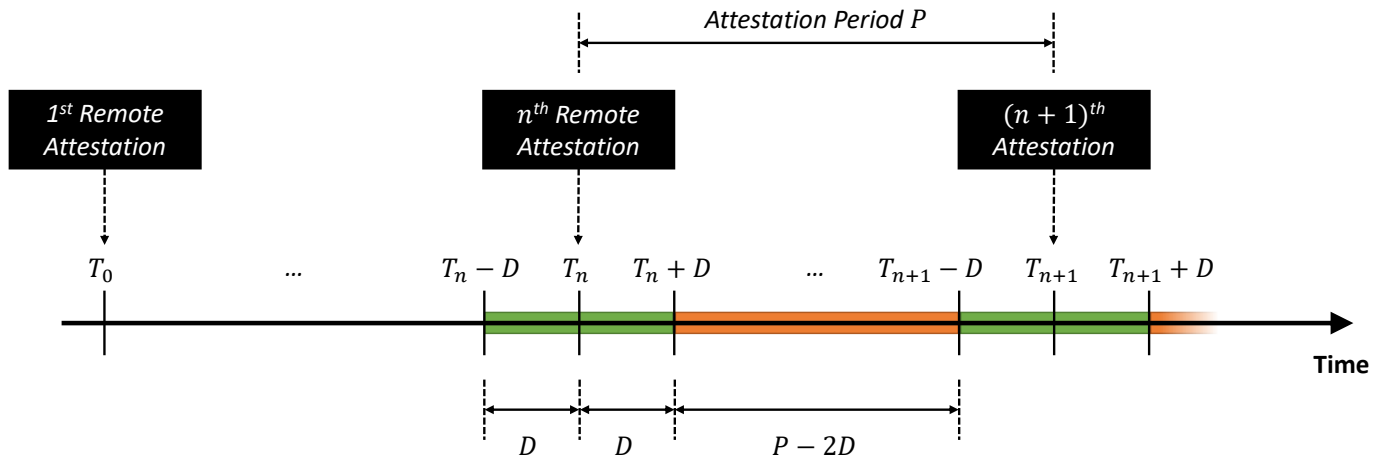 Attestation Period P
1st Remote
Attestation
nth Remote
Attestation
(n + 1)th
Attestation
T0 ... Tn − D Tn Tn + D ... Tn+1 − D Tn+1 Tn+1 + D
Time
D D P − 2D